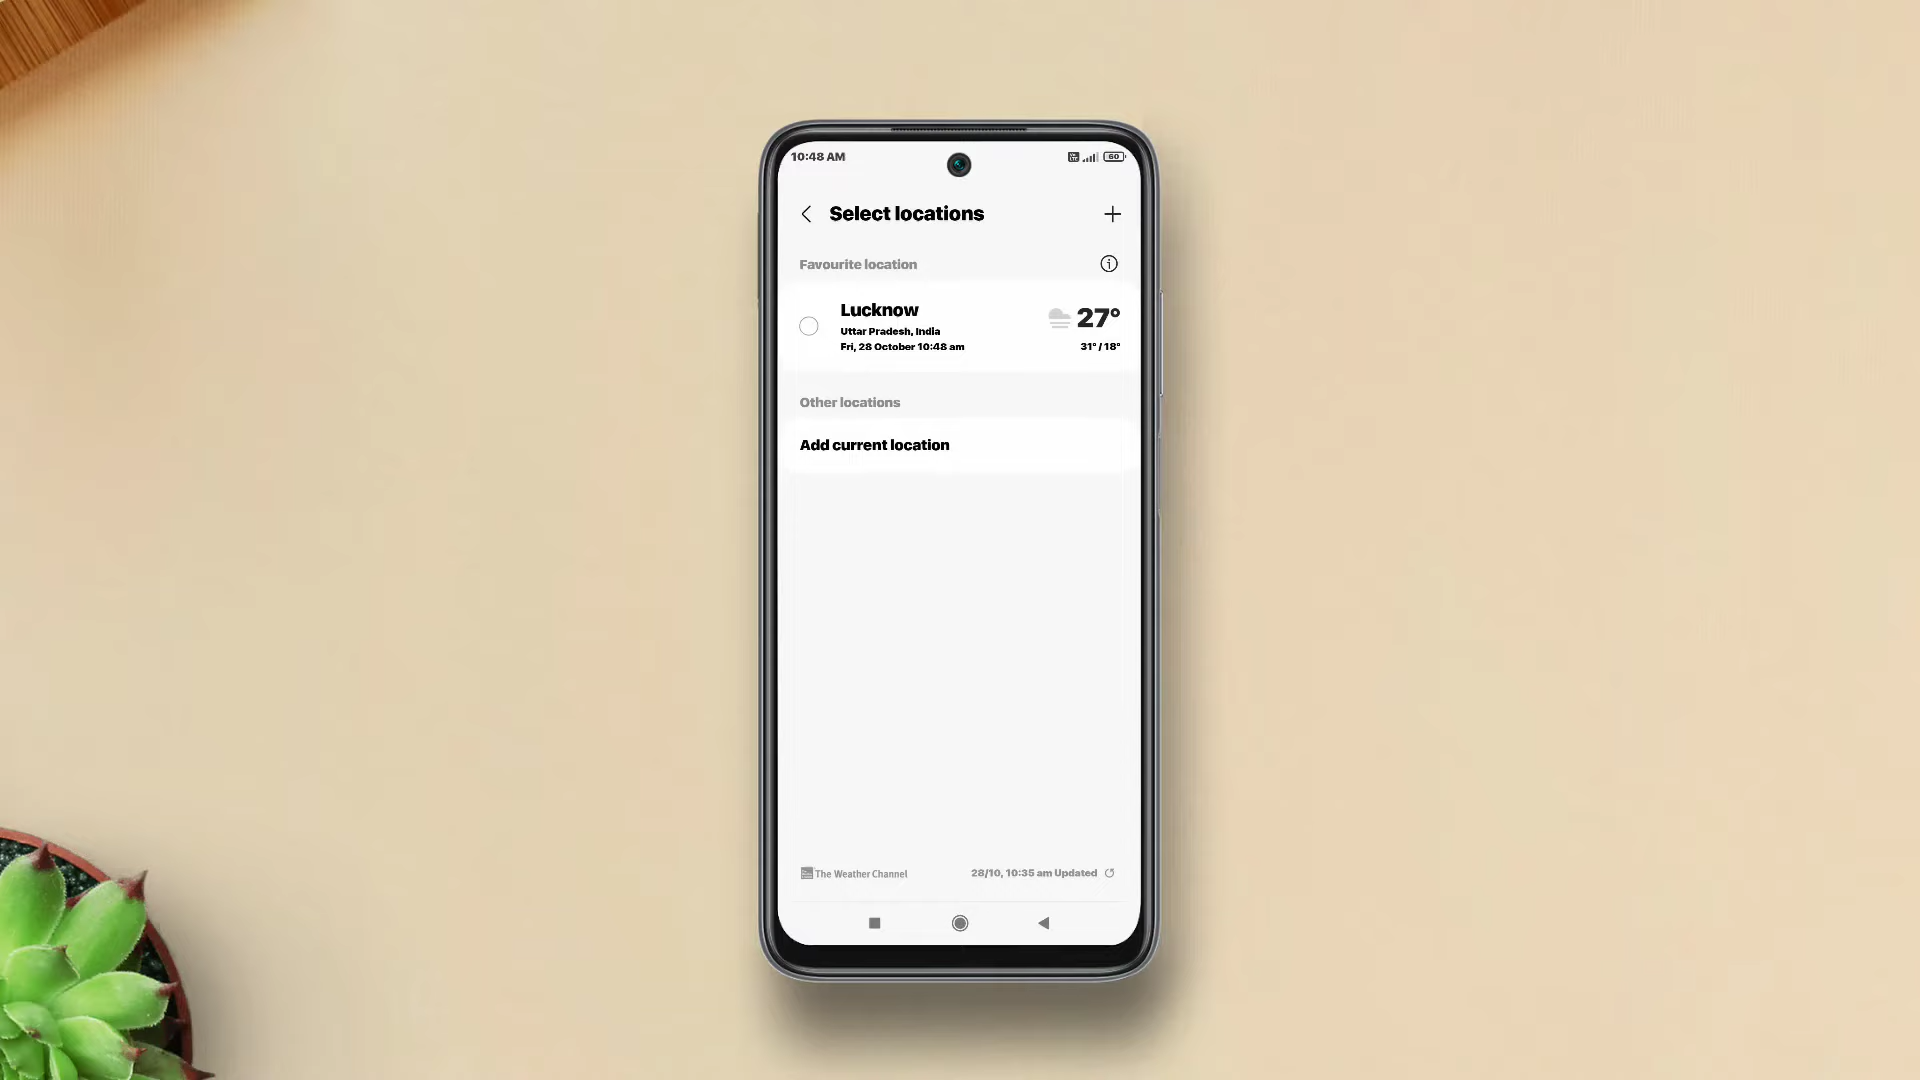 10:48 AM
60
Select locations
Favourite location
Lucknow
27°
Uttar Pradesh, India
Fri, 28 October 10:48 am
31° / 18°
Other locations
Add current location
The Weather Channel
28/10, 10:35 am Updated